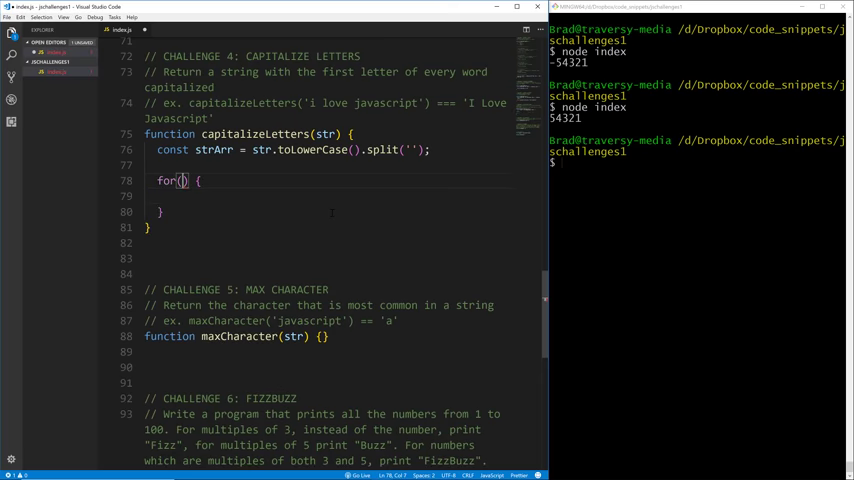 index.js - Visual Studio Code
File Edit Selection View Go Debug Tasks Help
EXPLORER
OPEN EDITORS 1 UNSAVED
index.js
JSCHALLENGES1
index.js
index.js
71
72 // CHALLENGE 4: CAPITALIZE LETTERS
73 // Return a string with the first letter of every word
capitalized
74 // ex. capitalizeLetters('i love javascript') === 'I Love
Javascript'
75 function capitalizeLetters(str) {
76 const strArr = str.toLowerCase().split('');
77
78 for() {
79
80 }
81 }
82
83
84
85 // CHALLENGE 5: MAX CHARACTER
86 // Return the character that is most common in a string
87 // ex. maxCharacter('javascript') == 'a'
88 function maxCharacter(str) {}
89
90
91
92 // CHALLENGE 6: FIZZBUZZ
93 // Write a program that prints all the numbers from 1 to
100. For multiples of 3, instead of the number, print
"Fizz", for multiples of 5 print "Buzz". For numbers
which are multiples of both 3 and 5, print "FizzBuzz".
1 0
Go Live Ln 78, Col 7 Spaces: 2 UTF-8 CRLF JavaScript Prettier
MINGW64:/d/Dropbox/code_snippets/jschallenges1
Brad@traversy-media /d/Dropbox/code_snippets/j
schallenges1
$ node index
-54321
Brad@traversy-media /d/Dropbox/code_snippets/j
schallenges1
$ node index
54321
Brad@traversy-media /d/Dropbox/code_snippets/j
schallenges1
$